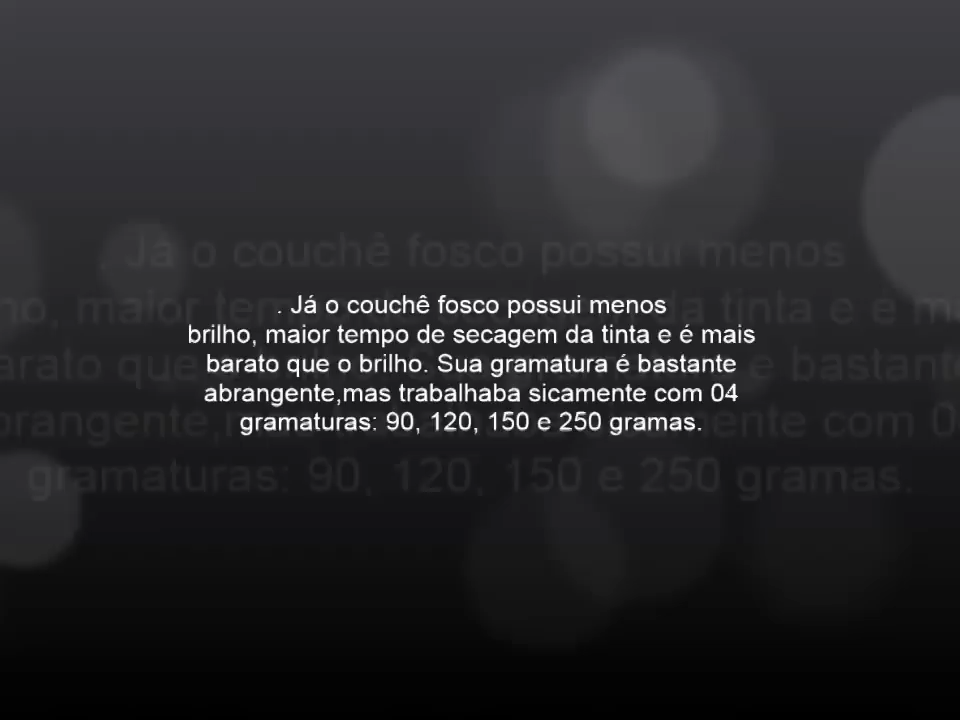 . Já o couchê fosco possui menos
brilho, maior tempo de secagem da tinta e é mais
barato que o brilho. Sua gramatura é bastante
abrangente,mas trabalhaba sicamente com 04
gramaturas: 90, 120, 150 e 250 gramas.